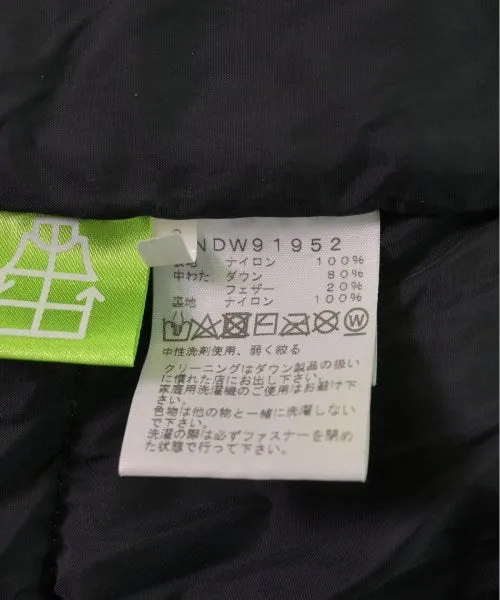 NDW91952
表地 ナイロン 100%
中わた ダウン 80%
フェザー 20%
裏地 ナイロン 100%
W
中性洗剤使用、弱く絞る
クリーニングはダウン製品の扱い
に慣れた店にお出し下さい。
家庭用洗濯機のご使用はお避け下
さい。
色物は他の物と一緒に洗濯しない
で下さい。
洗濯の際は必ずファスナーを閉め
た状態で行って下さい。